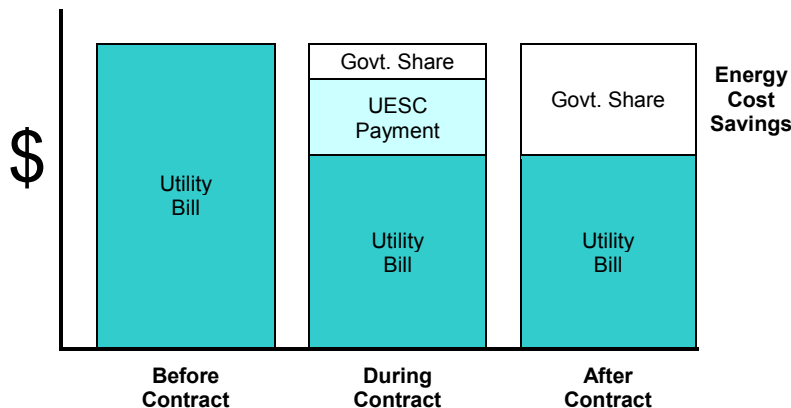 $
Utility
Bill
Before
Contract
Govt. Share
UESC
Payment
Utility
Bill
During
Contract
Govt. Share
Utility
Bill
After
Contract
Energy
Cost
Savings